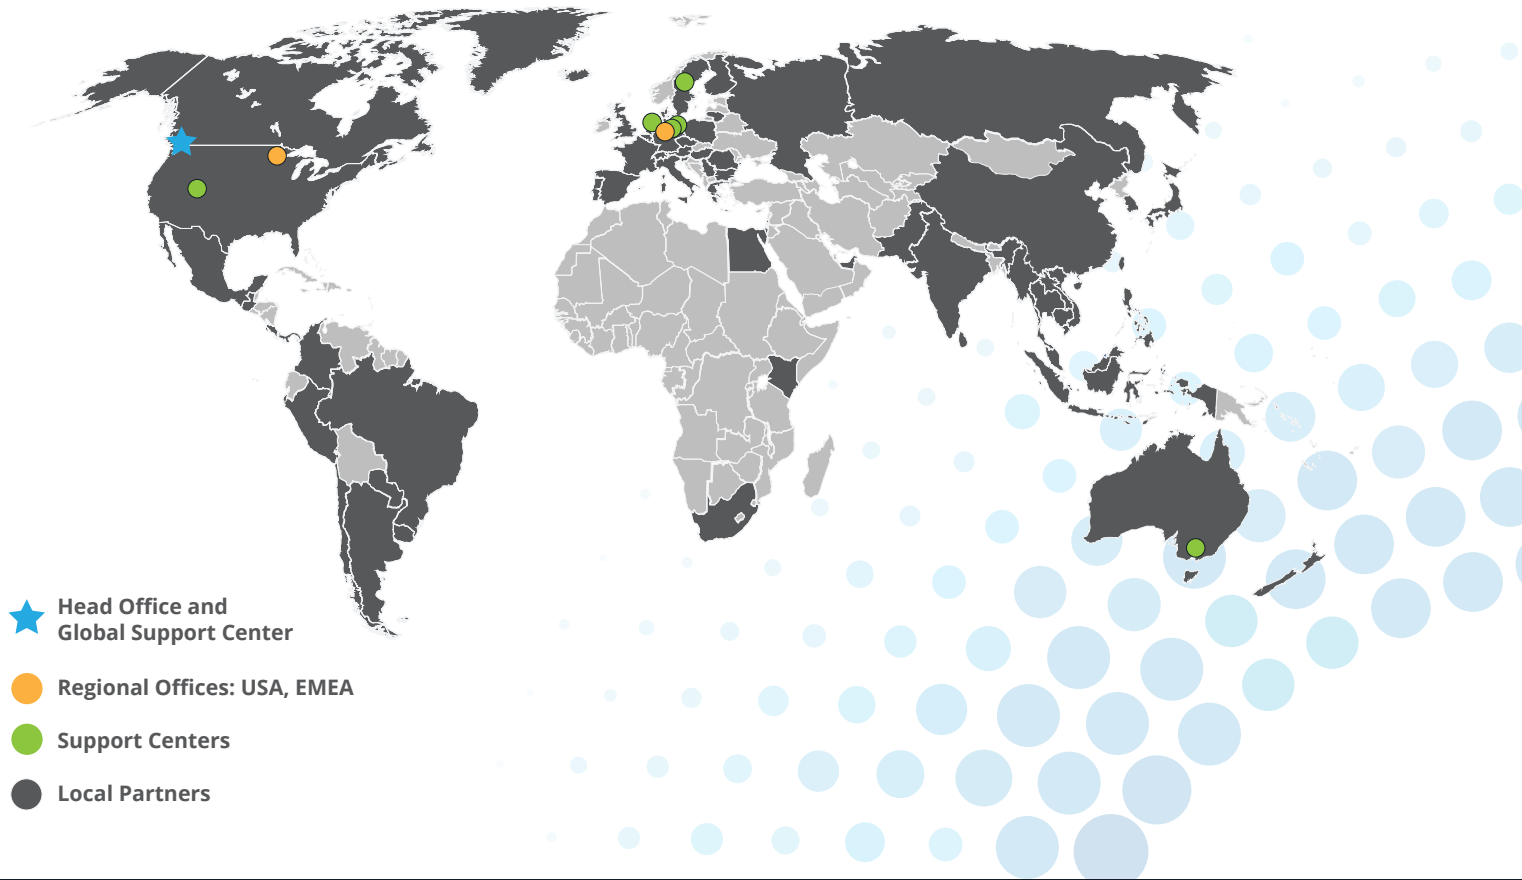 Head Office and
Global Support Center
Regional Offices: USA, EMEA
Support Centers
Local Partners